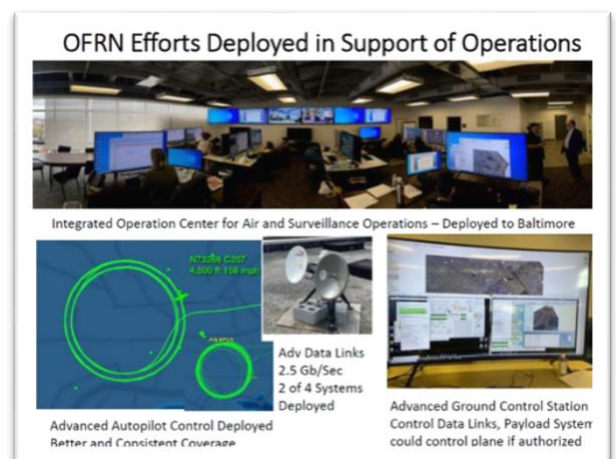 OFRN Efforts Deployed in Support of Operations
Integrated Operation Center for Air and Surveillance Operations – Deployed to Baltimore
4,500 ft 158 mph
Adv Data Links
2.5 Gb/Sec
2 of 4 Systems
Deployed
Advanced Autopilot Control Deployed
Better and Consistent Coverage
Advanced Ground Control Station
Control Data Links, Payload System
could control plane if authorized